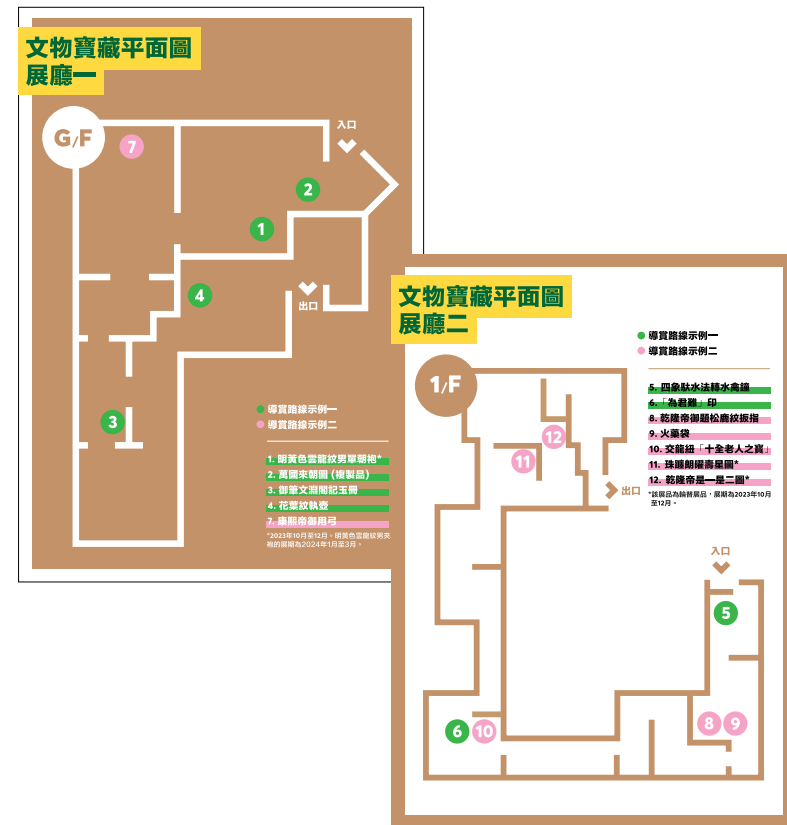 文物寶藏平面圖
展廳一
G/F
7
入口
2
1
4
出口
3
導賞路線示例一
導賞路線示例二
1. 明黃色雲龍紋男單朝袍*
2. 萬國來朝圖 (複製品)
3. 御筆文淵閣記玉冊
4. 花葉紋執壺
7. 康熙帝御用弓
*2023年10月至12月。明黃色雲龍紋男夾
袍的展期為2024年1月至3月。
文物寶藏平面圖
展廳二
導賞路線示例一
導賞路線示例二
1/F
5. 四象馱水法轉水禽鐘
6.「為君難」印
8. 乾隆帝御題松鹿紋扳指
9. 火藥袋
10. 交龍紐「十全老人之寶」
11. 珠躔朗曜壽星圖*
12. 乾隆帝是一是二圖*
*該展品為輪替展品，展期為2023年10月
至12月。
12
11
出口
入口
5
8
9
6
10